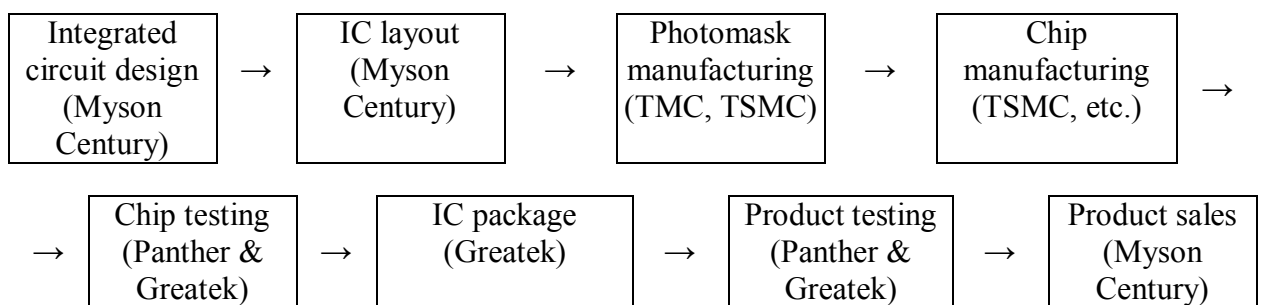 Integrated
circuit design
(Myson
Century)
→
IC layout
(Myson
Century)
→
Photomask
manufacturing
(TMC, TSMC)
→
Chip
manufacturing
(TSMC, etc.)
→
→
Chip testing
(Panther &
Greatek)
→
IC package
(Greatek)
→
Product testing
(Panther &
Greatek)
→
Product sales
(Myson
Century)